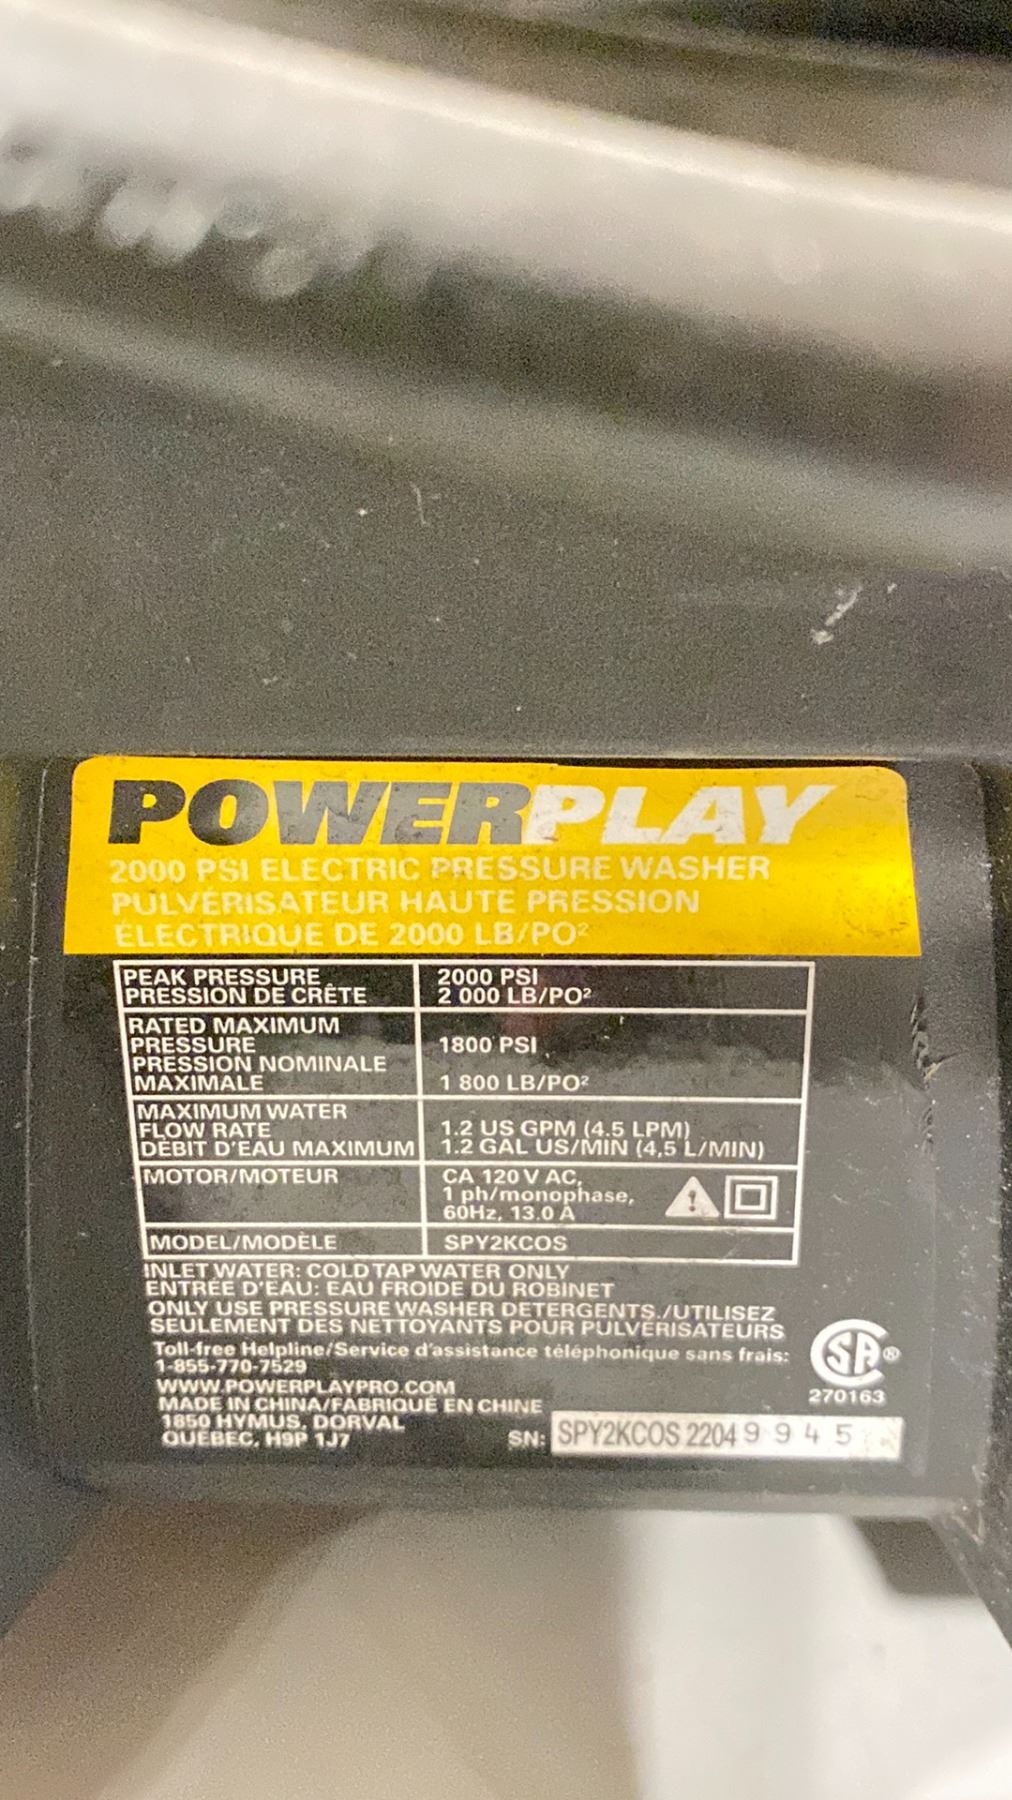 POWERPLAY
2000 PSI ELECTRIC PRESSURE WASHER
PULVÉRISATEUR HAUTE PRESSION
ÉLECTRIQUE DE 2000 LB/PO²
PEAK PRESSURE 2000 PSI
PRESSION DE CRÊTE 2 000 LB/PO²
RATED MAXIMUM
PRESSURE 1800 PSI
PRESSION NOMINALE
MAXIMALE 1 800 LB/PO²
MAXIMUM WATER
FLOW RATE 1.2 US GPM (4.5 LPM)
DÉBIT D'EAU MAXIMUM 1.2 GAL US/MIN (4,5 L/MIN)
MOTOR/MOTEUR CA 120 V AC,
1 ph/monophase,
60Hz, 13.0 A
MODEL/MODÈLE SPY2KCOS
INLET WATER: COLD TAP WATER ONLY
ENTRÉE D'EAU: EAU FROIDE DU ROBINET
ONLY USE PRESSURE WASHER DETERGENTS./UTILISEZ
SEULEMENT DES NETTOYANTS POUR PULVÉRISATEURS
Toll-free Helpline/Service d'assistance téléphonique sans frais:
1-855-770-7529
WWW.POWERPLAYPRO.COM
MADE IN CHINA/FABRIQUÉ EN CHINE
1850 HYMUS, DORVAL
QUÉBEC, H9P 1J7
SA®
270163
SN: SPY2KCOS 2204 9 9 4 5